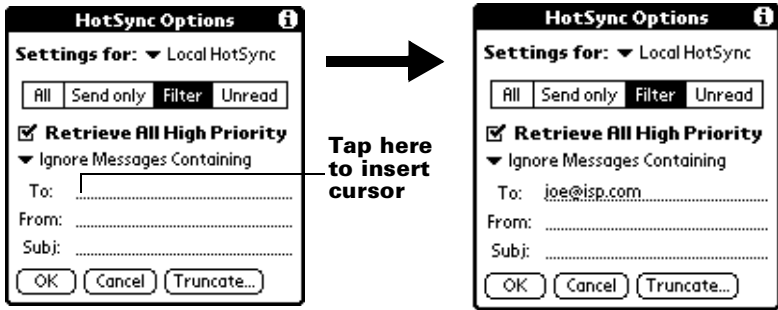 HotSync Options i
Settings for: Local HotSync
All Send only Filter Unread
Retrieve All High Priority
Ignore Messages Containing
To:
From:
Subj:
OK Cancel Truncate...
Tap here
to insert
cursor
HotSync Options i
Settings for: Local HotSync
All Send only Filter Unread
Retrieve All High Priority
Ignore Messages Containing
To: joe@isp.com
From:
Subj:
OK Cancel Truncate...